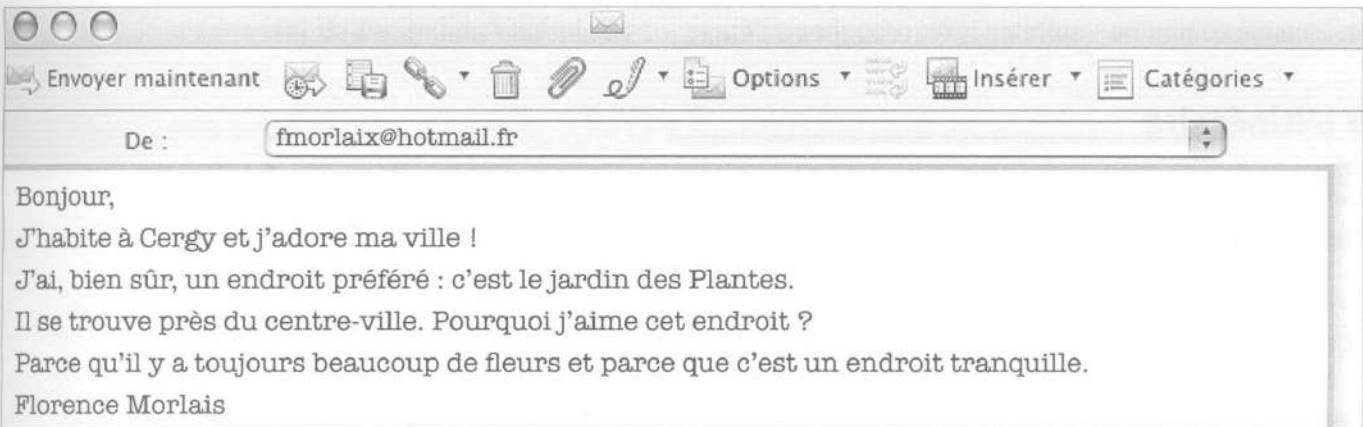 Envoyer maintenant Options Insérer Catégories
De : fmorlaix@hotmail.fr
Bonjour,
J'habite à Cergy et j'adore ma ville !
J'ai, bien sûr, un endroit préféré : c'est le jardin des Plantes.
Il se trouve près du centre-ville. Pourquoi j'aime cet endroit ?
Parce qu'il y a toujours beaucoup de fleurs et parce que c'est un endroit tranquille.
Florence Morlais